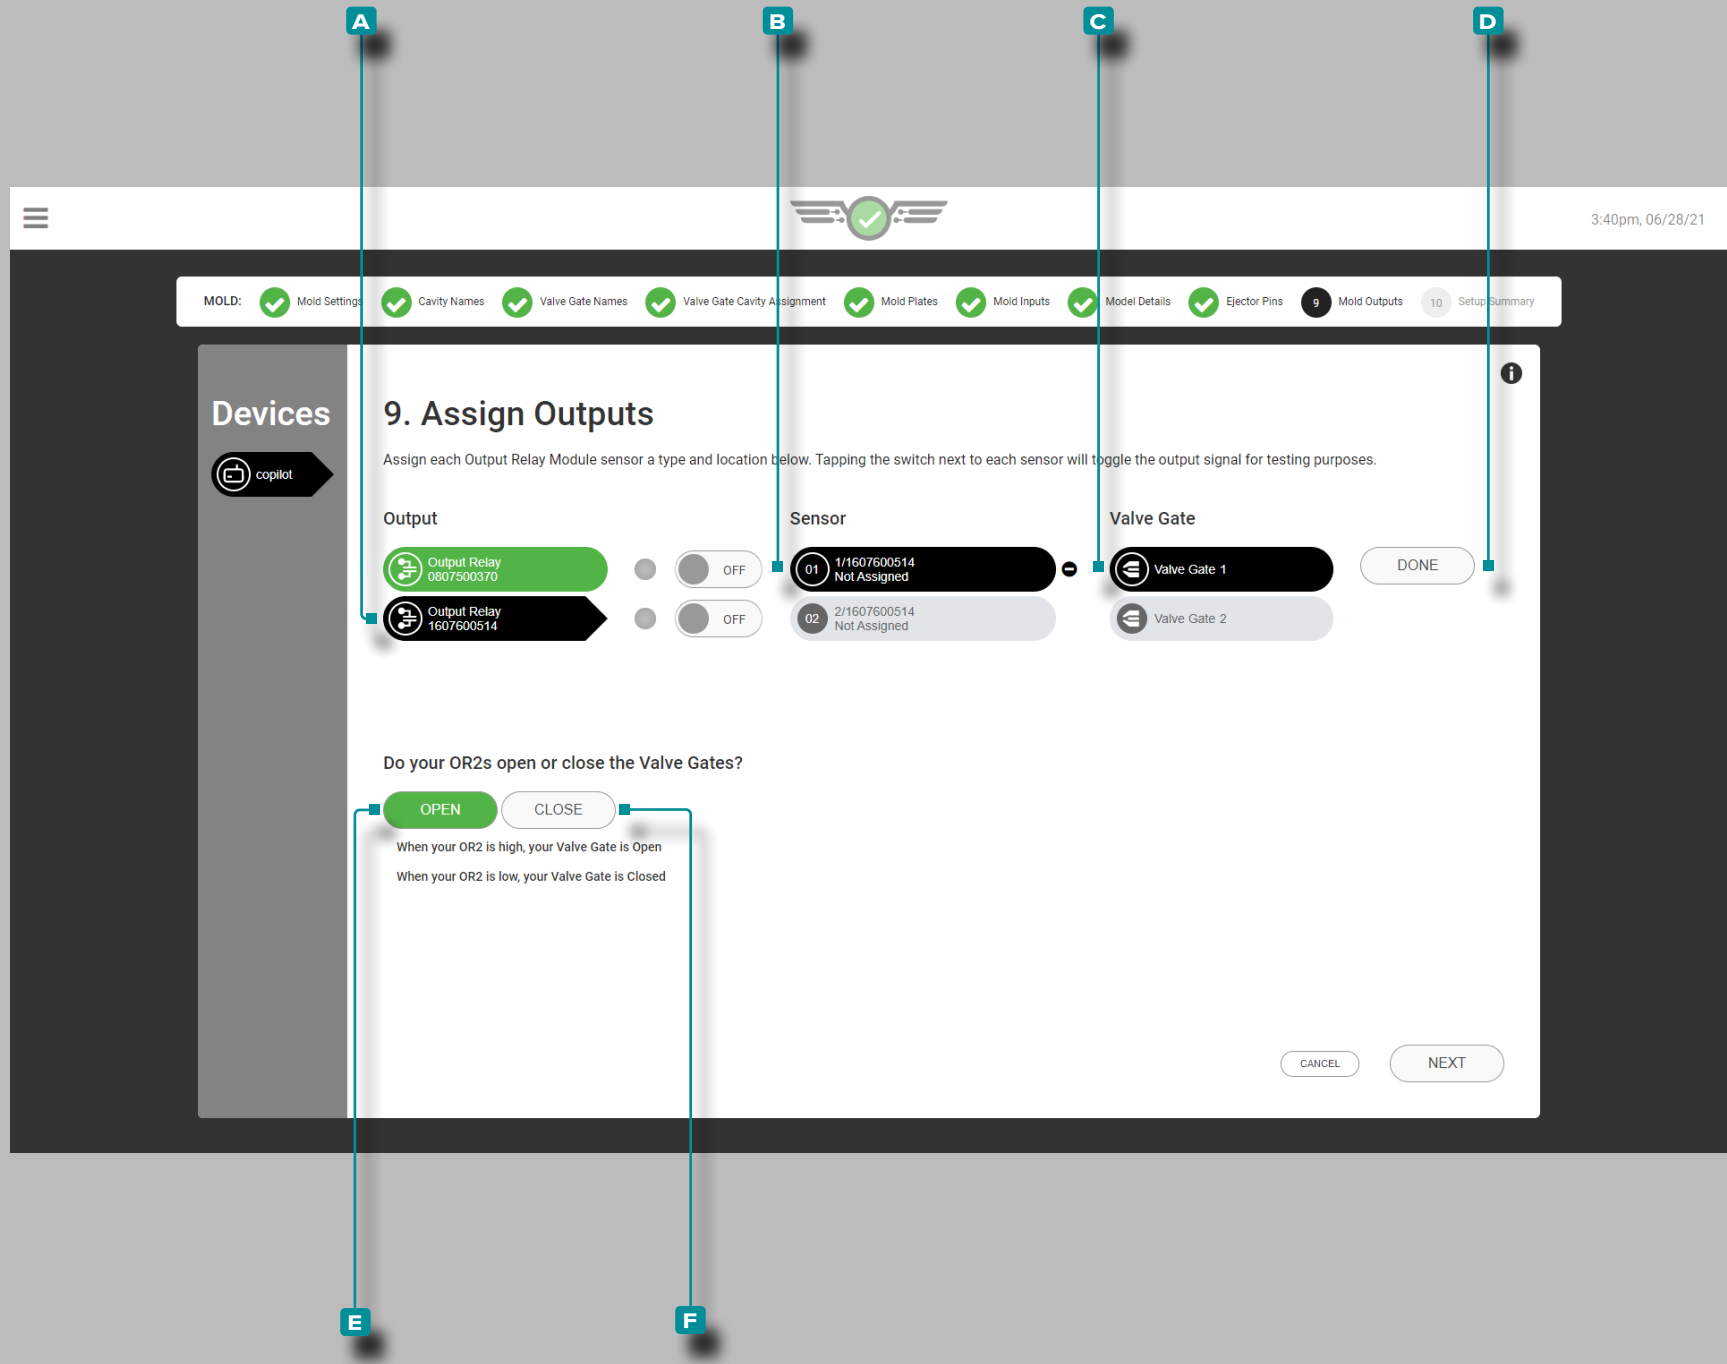 A B C D
3:40pm, 06/28/21
MOLD: Mold Settings Cavity Names Valve Gate Names Valve Gate Cavity Assignment Mold Plates Mold Inputs Model Details Ejector Pins 9 Mold Outputs 10 Setup Summary
Devices
copilot
9. Assign Outputs
Assign each Output Relay Module sensor a type and location below. Tapping the switch next to each sensor will toggle the output signal for testing purposes.
Output Sensor Valve Gate
Output Relay
0807500370
OFF
01 1/1607600514
Not Assigned
Valve Gate 1
DONE
Output Relay
1607600514
OFF
02 2/1607600514
Not Assigned
Valve Gate 2
Do your OR2s open or close the Valve Gates?
OPEN CLOSE
When your OR2 is high, your Valve Gate is Open
When your OR2 is low, your Valve Gate is Closed
CANCEL NEXT
E F